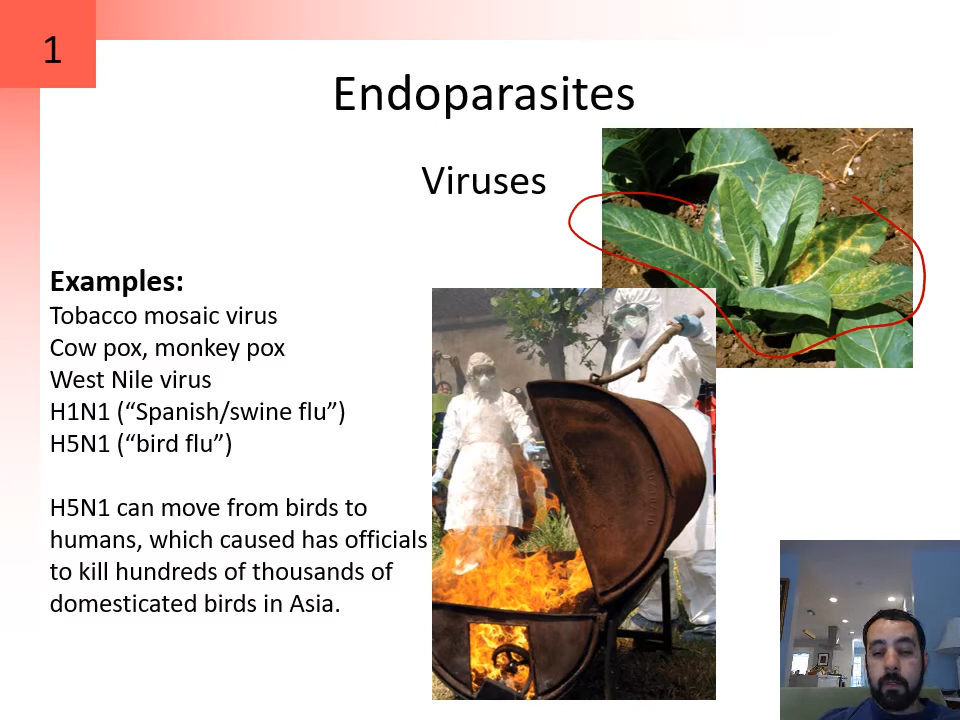 1
Endoparasites
Viruses
Examples:
Tobacco mosaic virus
Cow pox, monkey pox
West Nile virus
H1N1 (“Spanish/swine flu”)
H5N1 (“bird flu”)
H5N1 can move from birds to
humans, which caused has officials
to kill hundreds of thousands of
domesticated birds in Asia.